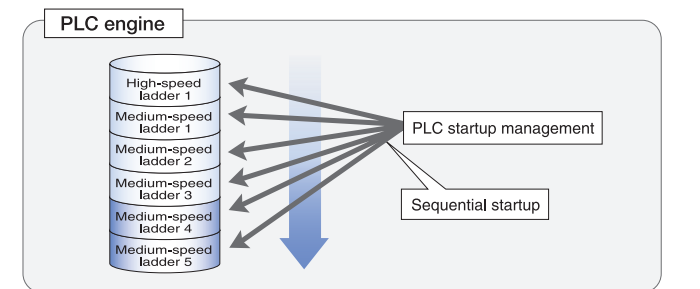 PLC engine
High-speed
ladder 1
Medium-speed
ladder 1
Medium-speed
ladder 2
Medium-speed
ladder 3
Medium-speed
ladder 4
Medium-speed
ladder 5
PLC startup management
Sequential startup